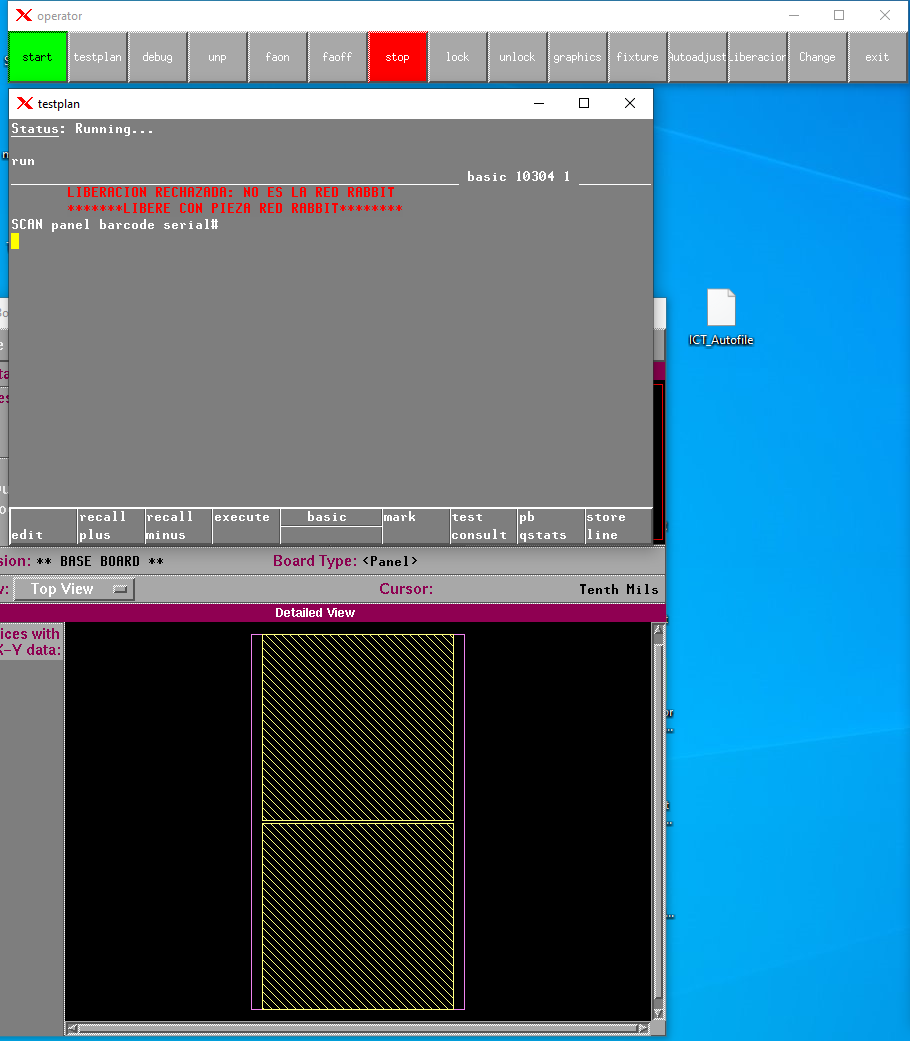 operator
start testplan debug unp faon faoff stop lock unlock graphics fixture Autoadjust Liberacion Change exit
testplan
Status: Running...
run
basic 10304 1
LIBERACION RECHAZADA: NO ES LA RED RABBIT
*******LIBERE CON PIEZA RED RABBIT********
SCAN panel barcode serial#
ICT_Autofile
edit recall plus recall minus execute basic mark test consult pb qstats store line
sion: ** BASE BOARD ** Board Type: <Panel>
Top View Cursor: Tenth Mils
Detailed View
ices with
X-Y data: